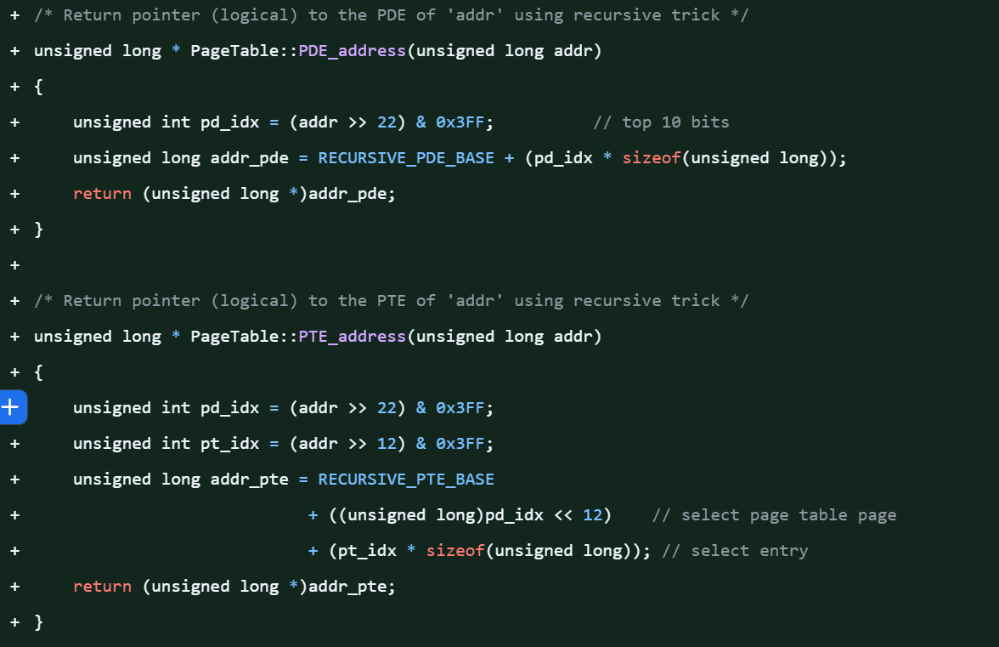 + /* Return pointer (logical) to the PDE of 'addr' using recursive trick */
+ unsigned long * PageTable::PDE_address(unsigned long addr)
+ {
+     unsigned int pd_idx = (addr >> 22) & 0x3FF;          // top 10 bits
+     unsigned long addr_pde = RECURSIVE_PDE_BASE + (pd_idx * sizeof(unsigned long));
+     return (unsigned long *)addr_pde;
+ }
+
+ /* Return pointer (logical) to the PTE of 'addr' using recursive trick */
+ unsigned long * PageTable::PTE_address(unsigned long addr)
+ {
+     unsigned int pd_idx = (addr >> 22) & 0x3FF;
+     unsigned int pt_idx = (addr >> 12) & 0x3FF;
+     unsigned long addr_pte = RECURSIVE_PTE_BASE
+                             + ((unsigned long)pd_idx << 12)    // select page table page
+                             + (pt_idx * sizeof(unsigned long)); // select entry
+     return (unsigned long *)addr_pte;
+ }